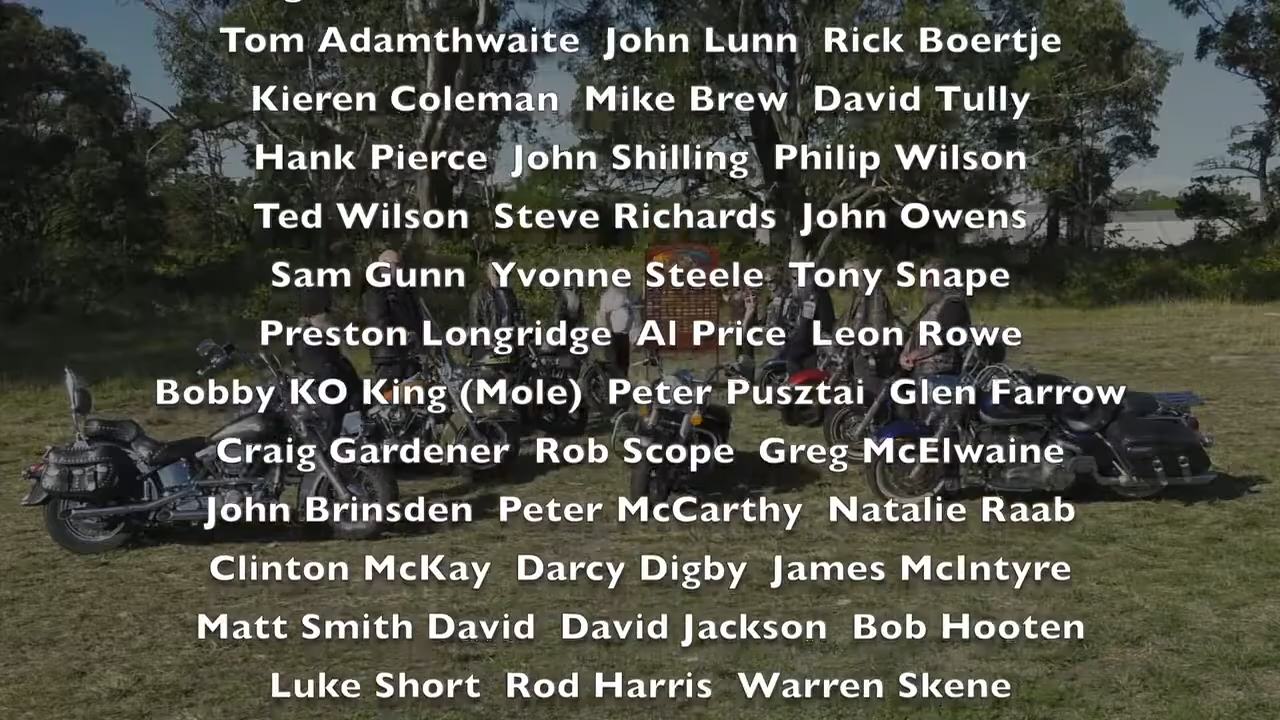 Tom Adamthwaite John Lunn Rick Boertje
Kieren Coleman Mike Brew David Tully
Hank Pierce John Shilling Philip Wilson
Ted Wilson Steve Richards John Owens
Sam Gunn Yvonne Steele Tony Snape
Preston Longridge Al Price Leon Rowe
Bobby KO King (Mole) Peter Pusztai Glen Farrow
Craig Gardener Rob Scope Greg McElwaine
John Brinsden Peter McCarthy Natalie Raab
Clinton McKay Darcy Digby James McIntyre
Matt Smith David David Jackson Bob Hooten
Luke Short Rod Harris Warren Skene